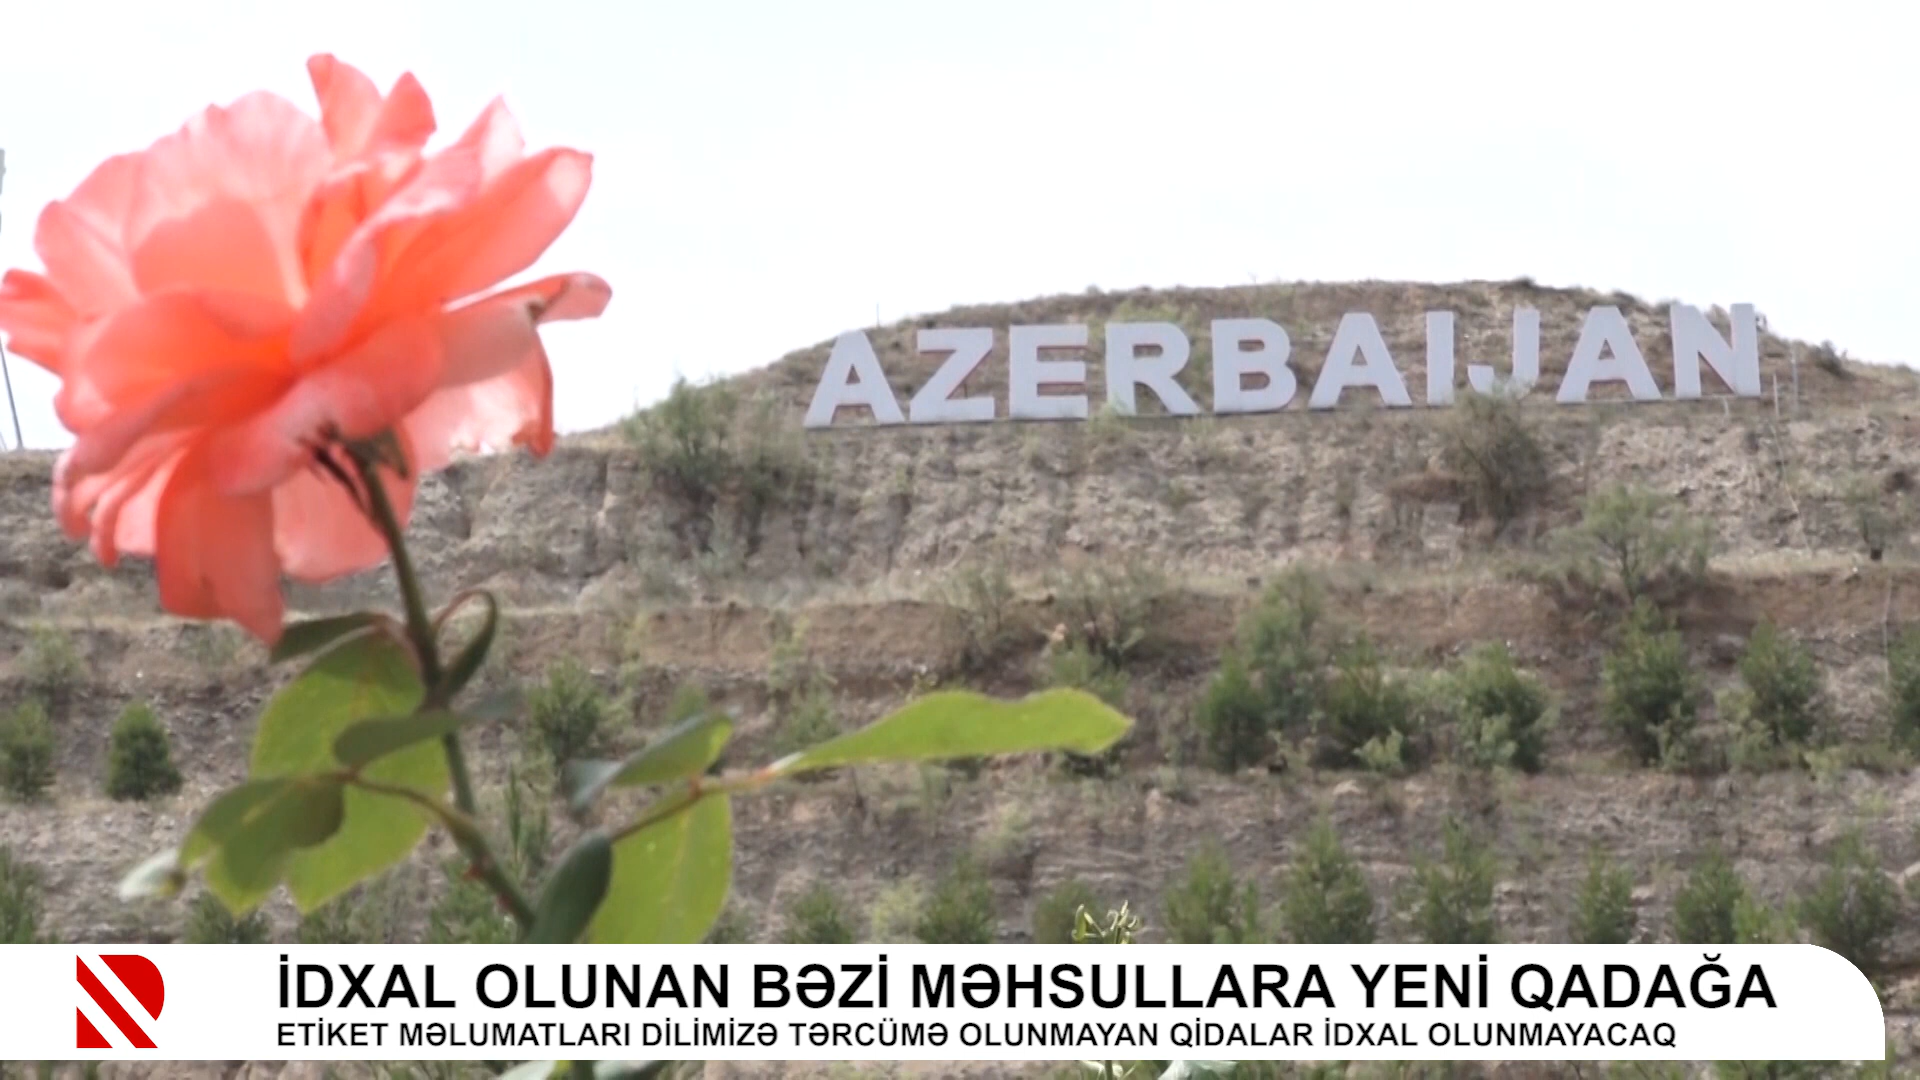 AZERBAIJAN
İDXAL OLUNAN BƏZİ MƏHSULLARA YENİ QADAĞA
ETİKET MƏLUMATLARI DİLİMİZƏ TƏRCÜMƏ OLUNMAYAN QİDALAR İDXAL OLUNMAYACAQ